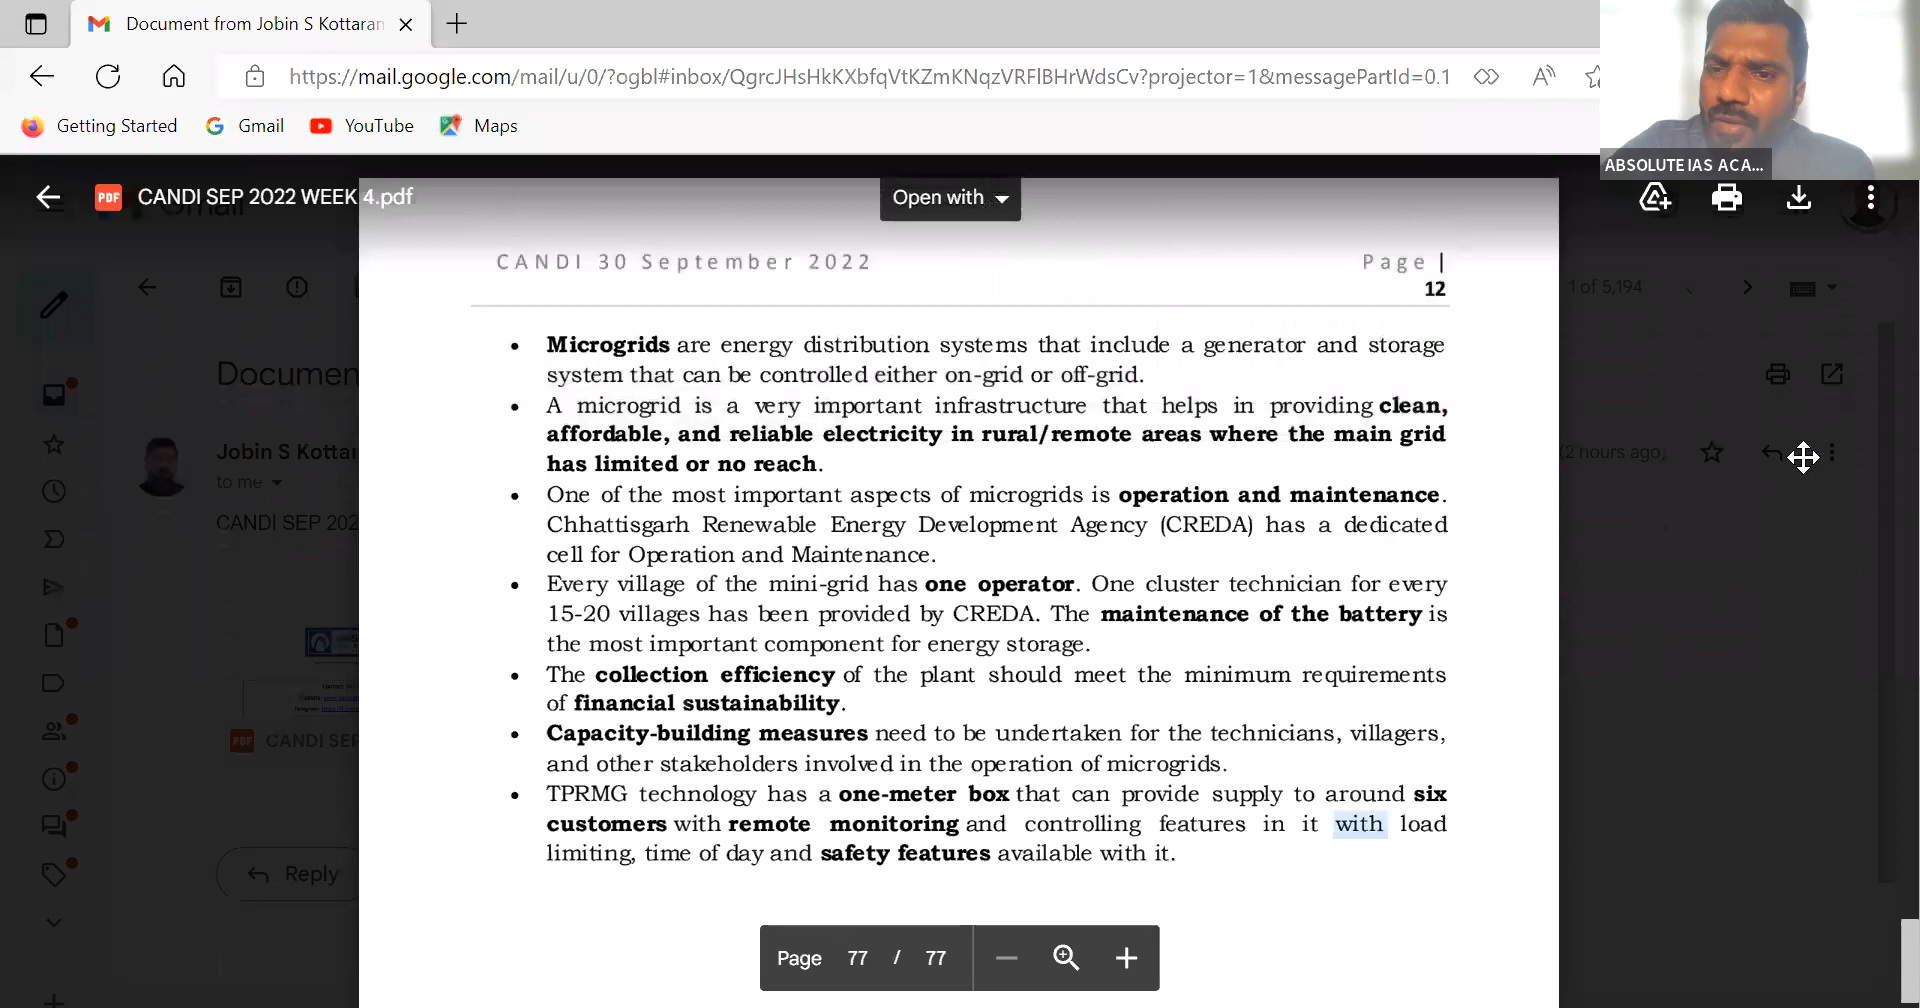 Document from Jobin S Kottaran
https://mail.google.com/mail/u/0/?ogbl#inbox/QgrcJHsHkKXbfqVtKZmKNqzVRFlBHrWdsCv?projector=1&messagePartId=0.1
Getting Started
Gmail
YouTube
Maps
ABSOLUTE IAS ACA...
PDF
CANDI SEP 2022 WEEK 4.pdf
Open with
CANDI 30 September 2022
Page |
12
1 of 5,194
Documen
Jobin S Kottar
to me
(2 hours ago)
CANDI SEP 202
PDF
CANDI SEP
Reply
• Microgrids are energy distribution systems that include a generator and storage
system that can be controlled either on-grid or off-grid.
• A microgrid is a very important infrastructure that helps in providing clean,
affordable, and reliable electricity in rural/remote areas where the main grid
has limited or no reach.
• One of the most important aspects of microgrids is operation and maintenance.
Chhattisgarh Renewable Energy Development Agency (CREDA) has a dedicated
cell for Operation and Maintenance.
• Every village of the mini-grid has one operator. One cluster technician for every
15-20 villages has been provided by CREDA. The maintenance of the battery is
the most important component for energy storage.
• The collection efficiency of the plant should meet the minimum requirements
of financial sustainability.
• Capacity-building measures need to be undertaken for the technicians, villagers,
and other stakeholders involved in the operation of microgrids.
• TPRMG technology has a one-meter box that can provide supply to around six
customers with remote monitoring and controlling features in it with load
limiting, time of day and safety features available with it.
Page 77 / 77